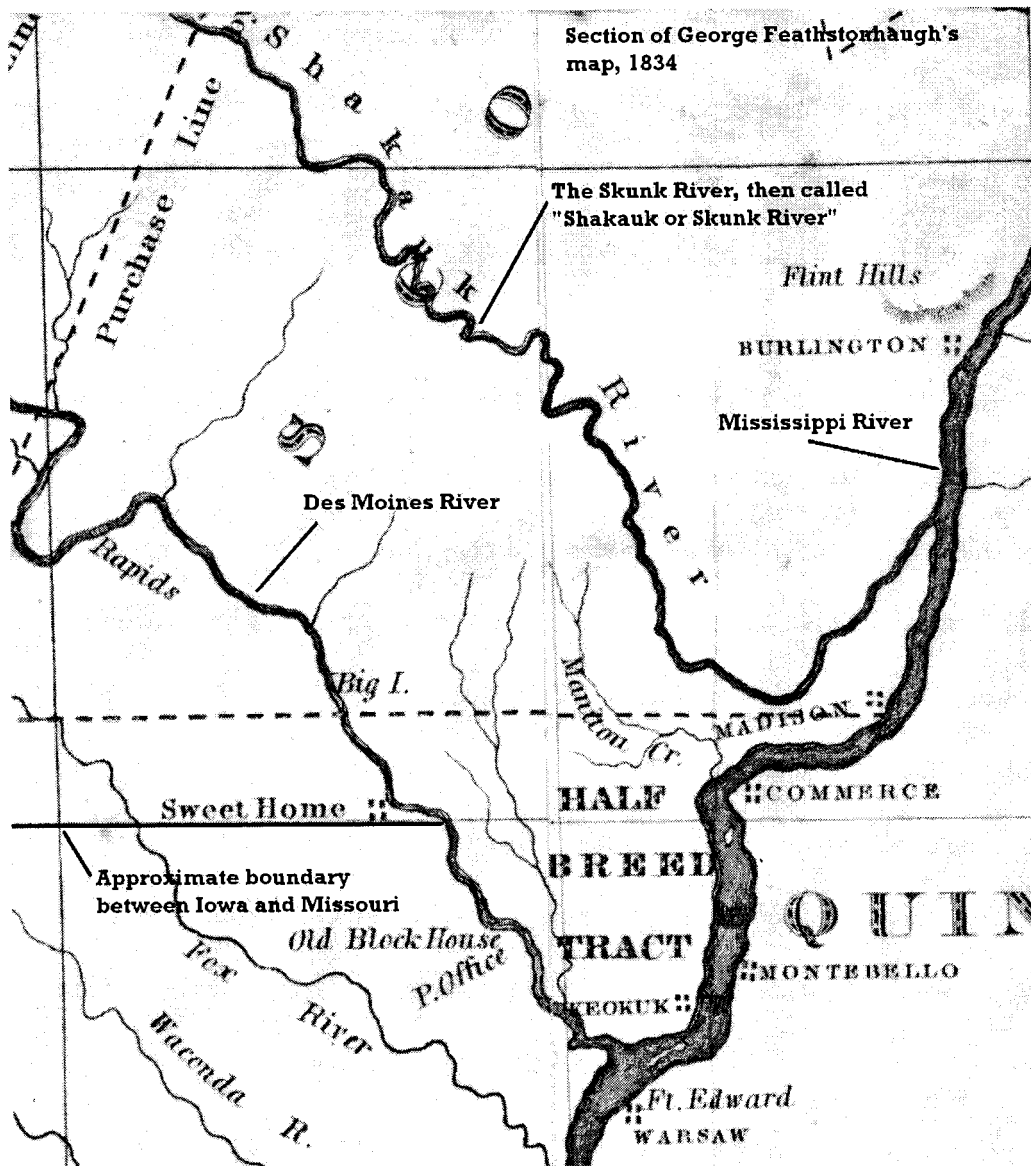 Section of George Feathstonhaugh's
map, 1834
Shakauk
Purchase Line
The Skunk River, then called
"Shakauk or Skunk River"
Flint Hills
BURLINGTON
River
Mississippi River
S
Des Moines River
Rapids
Big I.
Manitou Cr.
MADISON
Sweet Home
HALF
COMMERCE
Approximate boundary
between Iowa and Missouri
BREED
QUIN
Old Block House
P. Office
TRACT
MONTEBELLO
Fox
River
KEOKUK
Waconda
R.
Ft. Edward
WARSAW